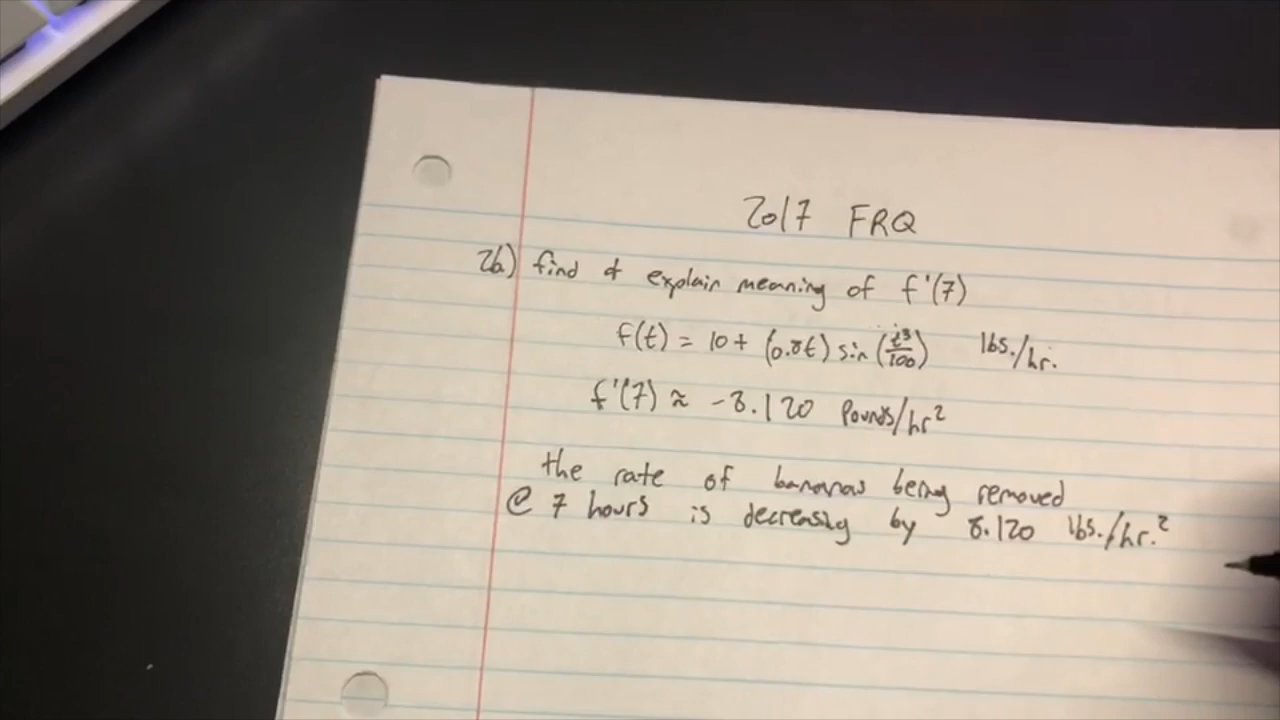 2017 FRQ
2b.) find & explain meaning of f'(7)
f(t) = 10 + (0.8t) sin (t³/100) lbs./hr.
f'(7) ≈ -8.120 Pounds/hr²
the rate of bananas being removed
@ 7 hours is decreasing by 8.120 lbs./hr.²